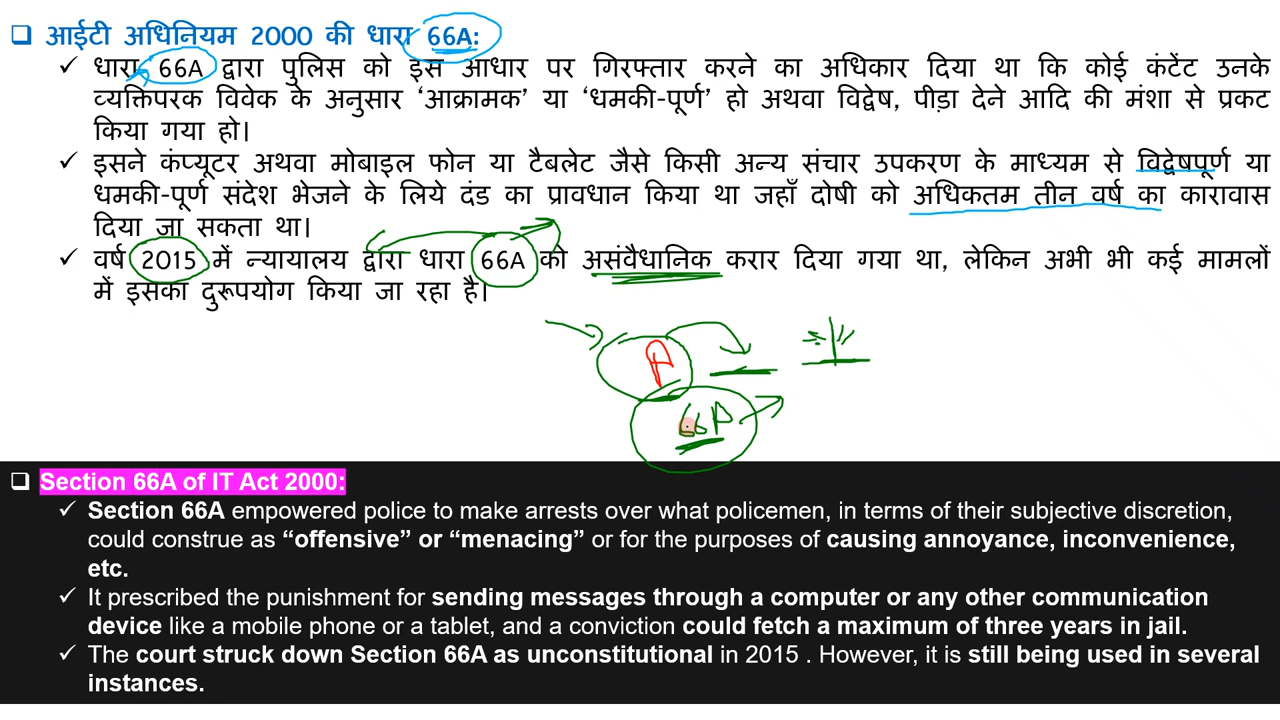 ❑ आईटी अधिनियम 2000 की धारा 66A:
✓ धारा 66A द्वारा पुलिस को इस आधार पर गिरफ्तार करने का अधिकार दिया था कि कोई कंटेंट उनके
व्यक्तिपरक विवेक के अनुसार ‘आक्रामक’ या ‘धमकी-पूर्ण’ हो अथवा विद्वेष, पीड़ा देने आदि की मंशा से प्रकट
किया गया हो।
✓ इसने कंप्यूटर अथवा मोबाइल फोन या टैबलेट जैसे किसी अन्य संचार उपकरण के माध्यम से विद्वेषपूर्ण या
धमकी-पूर्ण संदेश भेजने के लिये दंड का प्रावधान किया था जहाँ दोषी को अधिकतम तीन वर्ष का कारावास
दिया जा सकता था।
✓ वर्ष 2015 में न्यायालय द्वारा धारा 66A को असंवैधानिक करार दिया गया था, लेकिन अभी भी कई मामलों
में इसका दुरूपयोग किया जा रहा है।
66A
❑ Section 66A of IT Act 2000:
✓ Section 66A empowered police to make arrests over what policemen, in terms of their subjective discretion,
could construe as “offensive” or “menacing” or for the purposes of causing annoyance, inconvenience,
etc.
✓ It prescribed the punishment for sending messages through a computer or any other communication
device like a mobile phone or a tablet, and a conviction could fetch a maximum of three years in jail.
✓ The court struck down Section 66A as unconstitutional in 2015 . However, it is still being used in several
instances.